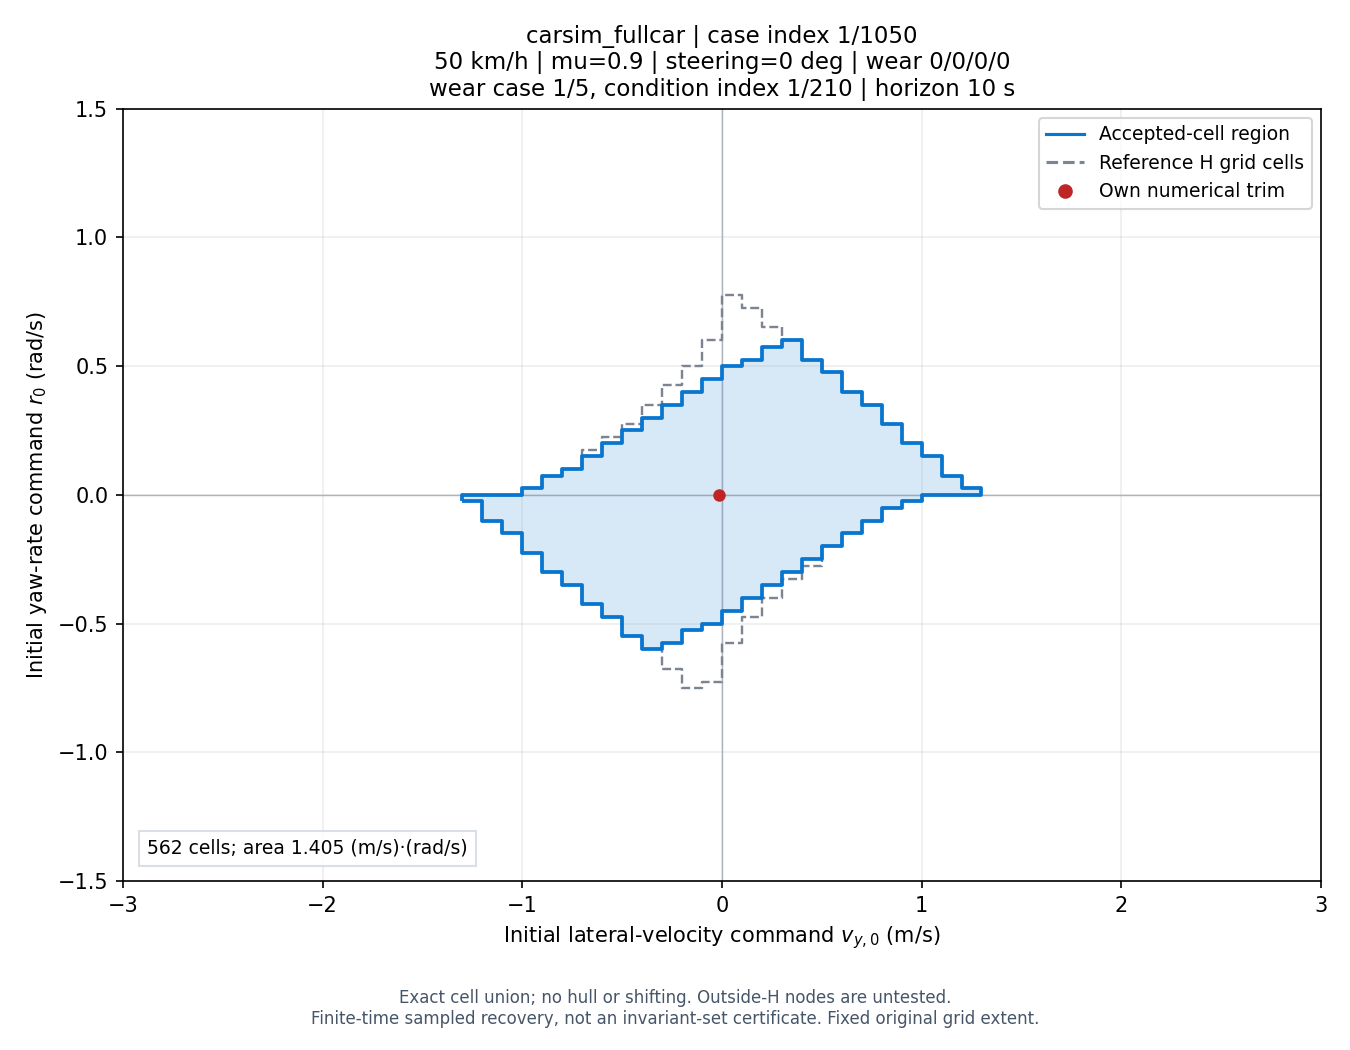 carsim_fullcar | case index 1/1050
50 km/h | mu=0.9 | steering=0 deg | wear 0/0/0/0
wear case 1/5, condition index 1/210 | horizon 10 s
Accepted-cell region
Reference H grid cells
Own numerical trim
1.5
1.0
0.5
0.0
−0.5
−1.0
−1.5
Initial yaw-rate command r0 (rad/s)
562 cells; area 1.405 (m/s)·(rad/s)
−3
−2
−1
0
1
2
3
Initial lateral-velocity command vy,0 (m/s)
Exact cell union; no hull or shifting. Outside-H nodes are untested.
Finite-time sampled recovery, not an invariant-set certificate. Fixed original grid extent.